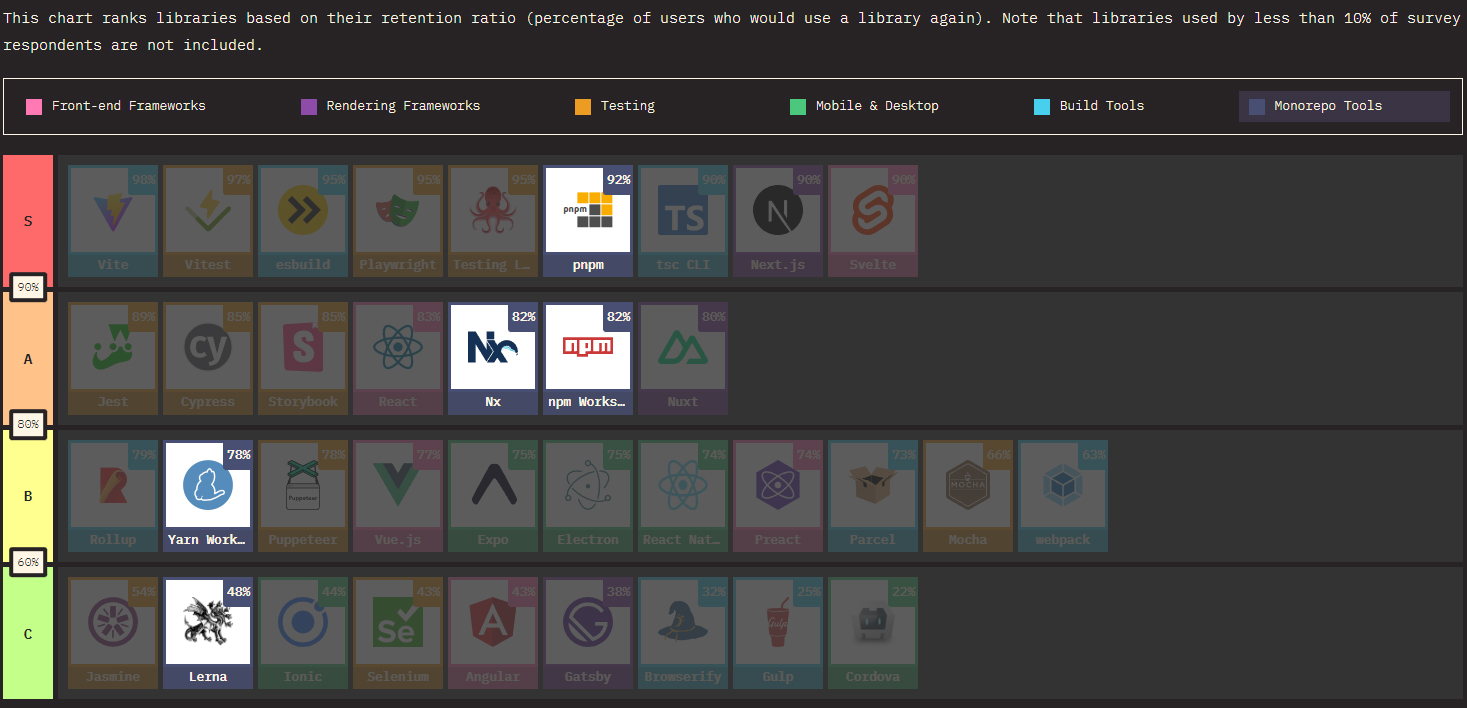 This chart ranks libraries based on their retention ratio (percentage of users who would use a library again). Note that libraries used by less than 10% of survey
respondents are not included.
Front-end Frameworks Rendering Frameworks Testing Mobile & Desktop Build Tools Monorepo Tools
S
98% 97% 95% 95% 95% 92% 90% 90% 90%
pnpm TS N
Vite Vitest esbuild Playwright Testing L… pnpm tsc CLI Next.js Svelte
90%
A
89% 85% 85% 83% 82% 82% 80%
cy S Nx npm
Jest Cypress Storybook React Nx npm Works… Nuxt
80%
B
79% 78% 78% 77% 75% 75% 74% 74% 73% 66% 63%
Puppeteer MOCHA
Rollup Yarn Work… Puppeteer Vue.js Expo Electron React Nat… Preact Parcel Mocha webpack
60%
C
54% 48% 44% 43% 43% 38% 32% 25% 22%
Se A G Gulp
Jasmine Lerna Ionic Selenium Angular Gatsby Browserify Gulp Cordova